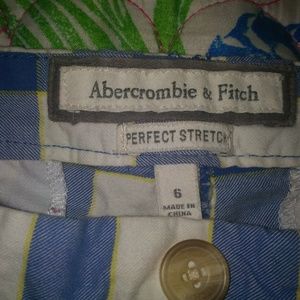 Abercrombie & Fitch
PERFECT STRETCH
6
MADE IN
CHINA